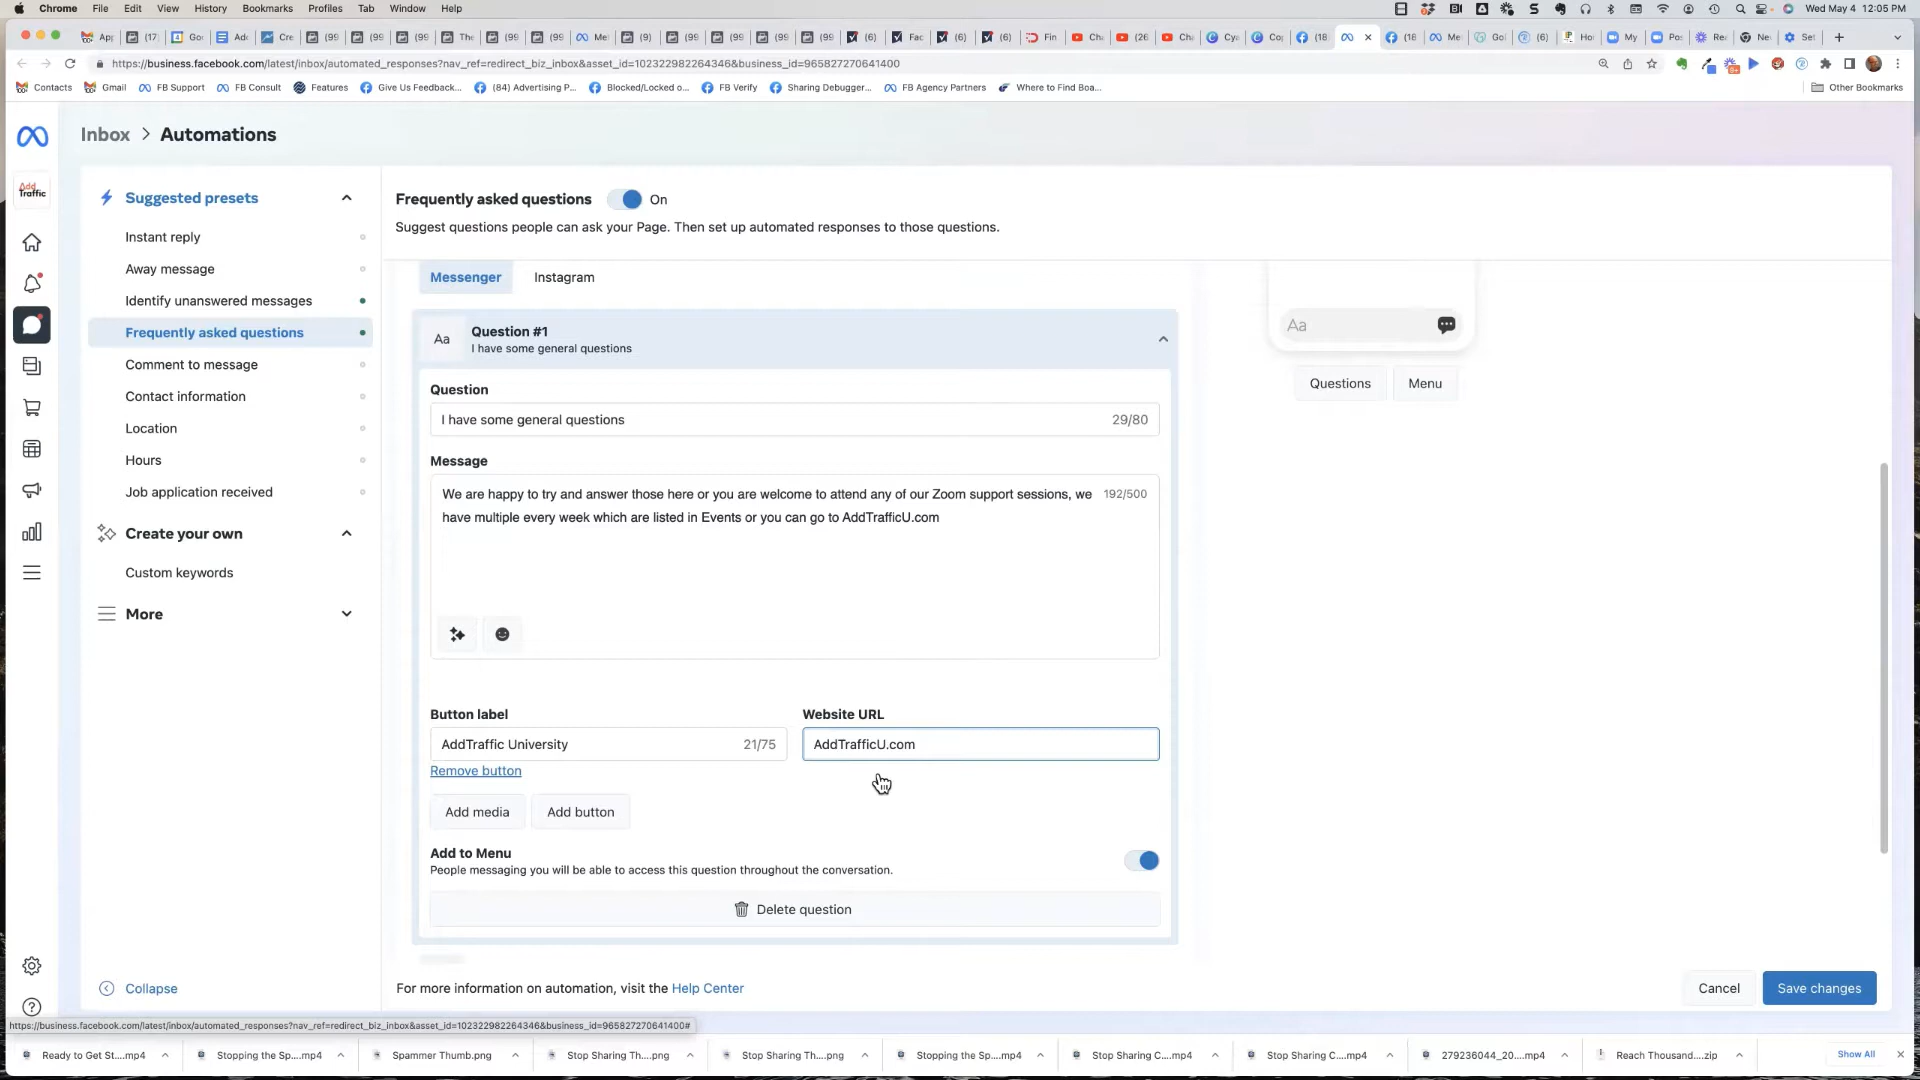 Chrome File Edit View History Bookmarks Profiles Tab Window Help Wed May 4 12:05 PM
https://business.facebook.com/latest/inbox/automated_responses?nav_ref=redirect_biz_inbox&asset_id=102322982264346&business_id=965827270641400
Contacts Gmail FB Support FB Consult Features Give Us Feedback... (84) Advertising P... Blocked/Locked o... FB Verify Sharing Debugger... FB Agency Partners Where to Find Boa... Other Bookmarks
Inbox > Automations
Add
Traffic
Suggested presets
Instant reply
Away message
Identify unanswered messages
Frequently asked questions
Comment to message
Contact information
Location
Hours
Job application received
Create your own
Custom keywords
More
Collapse
Frequently asked questions On
Suggest questions people can ask your Page. Then set up automated responses to those questions.
Messenger Instagram
Aa
Question #1
I have some general questions
Question
I have some general questions 29/80
Message
We are happy to try and answer those here or you are welcome to attend any of our Zoom support sessions, we 192/500
have multiple every week which are listed in Events or you can go to AddTrafficU.com
Button label Website URL
AddTraffic University 21/75 AddTrafficU.com
Remove button
Add media Add button
Add to Menu
People messaging you will be able to access this question throughout the conversation.
Delete question
Aa
Questions Menu
For more information on automation, visit the Help Center
Cancel Save changes
https://business.facebook.com/latest/inbox/automated_responses?nav_ref=redirect_biz_inbox&asset_id=102322982264346&business_id=965827270641400#
Ready to Get St....mp4 Stopping the Sp....mp4 Spammer Thumb.png Stop Sharing Th....png Stop Sharing Th....png Stopping the Sp....mp4 Stop Sharing C....mp4 Stop Sharing C....mp4 279236044_20....mp4 Reach Thousand....zip Show All